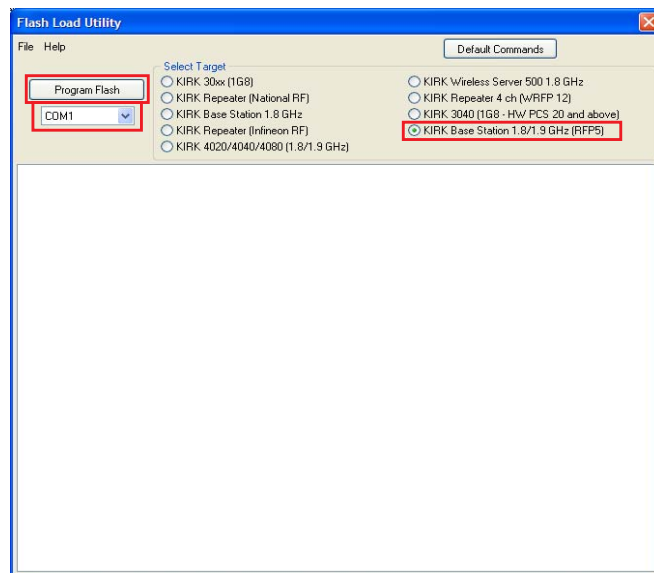 Flash Load Utility
File Help
Default Commands
Select Target
Program Flash
COM1
KIRK 30xx (1G8)
KIRK Repeater (National RF)
KIRK Base Station 1.8 GHz
KIRK Repeater (Infineon RF)
KIRK 4020/4040/4080 (1.8/1.9 GHz)
KIRK Wireless Server 500 1.8 GHz
KIRK Repeater 4 ch (WRFP 12)
KIRK 3040 (1G8 - HW PCS 20 and above)
KIRK Base Station 1.8/1.9 GHz (RFP5)